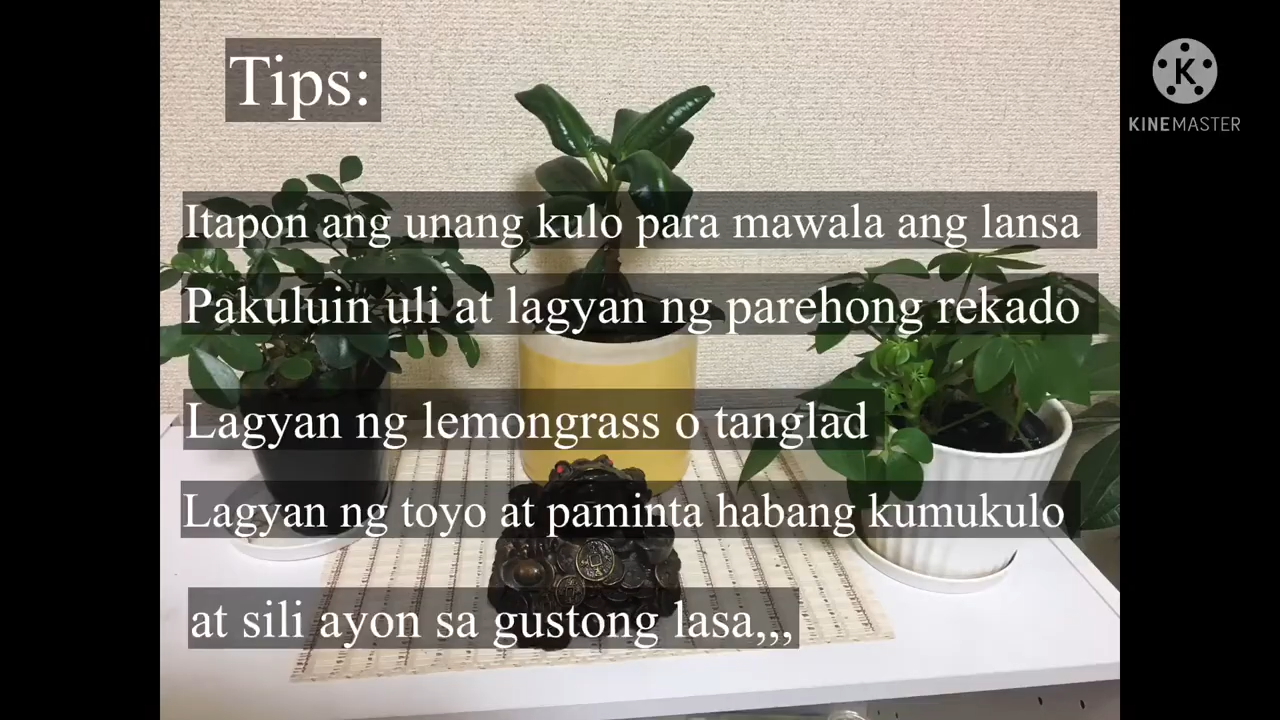 Tips:
KINEMASTER
Itapon ang unang kulo para mawala ang lansa
Pakuluin uli at lagyan ng parehong rekado
Lagyan ng lemongrass o tanglad
Lagyan ng toyo at paminta habang kumukulo
at sili ayon sa gustong lasa,,,